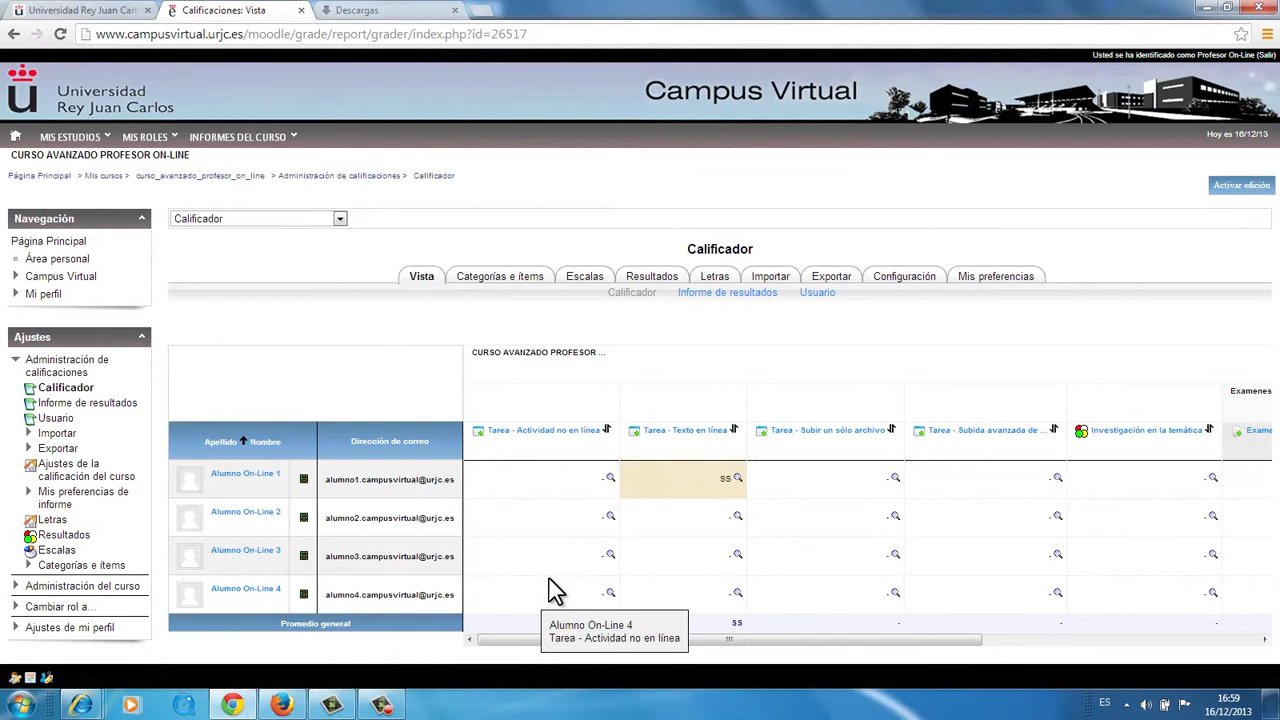 Universidad Rey Juan Carl
Calificaciones: Vista
Descargas
www.campusvirtual.urjc.es/moodle/grade/report/grader/index.php?id=26517
Usted se ha identificado como Profesor On-Line (Salir)
Universidad
Rey Juan Carlos
Campus Virtual
MIS ESTUDIOS MIS ROLES INFORMES DEL CURSO
Hoy es 16/12/13
CURSO AVANZADO PROFESOR ON-LINE
Página Principal > Mis cursos > curso_avanzado_profesor_on_line > Administración de calificaciones > Calificador
Activar edición
Navegación
Página Principal
Área personal
Campus Virtual
Mi perfil
Ajustes
Administración de
calificaciones
Calificador
Informe de resultados
Usuario
Importar
Exportar
Ajustes de la
calificación del curso
Mis preferencias de
informe
Letras
Resultados
Escalas
Categorías e ítems
Administración del curso
Cambiar rol a...
Ajustes de mi perfil
Calificador
Calificador
Vista Categorías e ítems Escalas Resultados Letras Importar Exportar Configuración Mis preferencias
Calificador Informe de resultados Usuario
CURSO AVANZADO PROFESOR ...
Examenes
Apellido Nombre Dirección de correo Tarea - Actividad no en línea Tarea - Texto en línea Tarea - Subir un sólo archivo Tarea - Subida avanzada de ... Investigación en la temática Exame
Alumno On-Line 1 alumno1.campusvirtual@urjc.es - SS - - -
Alumno On-Line 2 alumno2.campusvirtual@urjc.es - - - - -
Alumno On-Line 3 alumno3.campusvirtual@urjc.es - - - - -
Alumno On-Line 4 alumno4.campusvirtual@urjc.es - - - - -
Promedio general SS - - -
Alumno On-Line 4
Tarea - Actividad no en línea
ES
16:59
16/12/2013